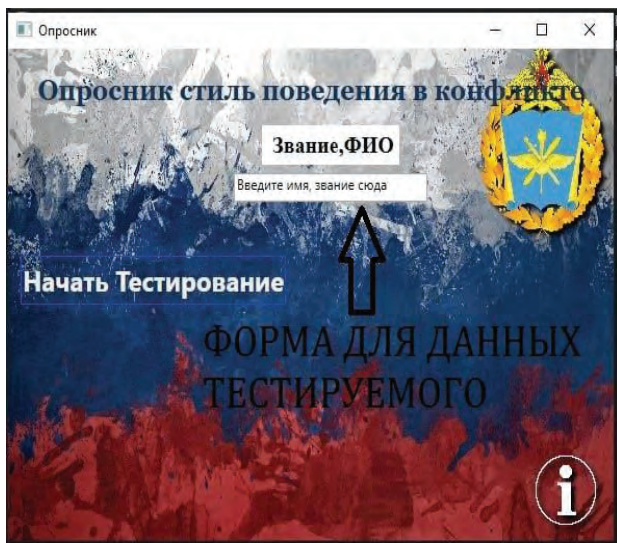 Опросник
Опросник стиль поведения в конфликте
Звание,ФИО
Введите имя, звание сюда
Начать Тестирование
ФОРМА ДЛЯ ДАННЫХ
ТЕСТИРУЕМОГО
i